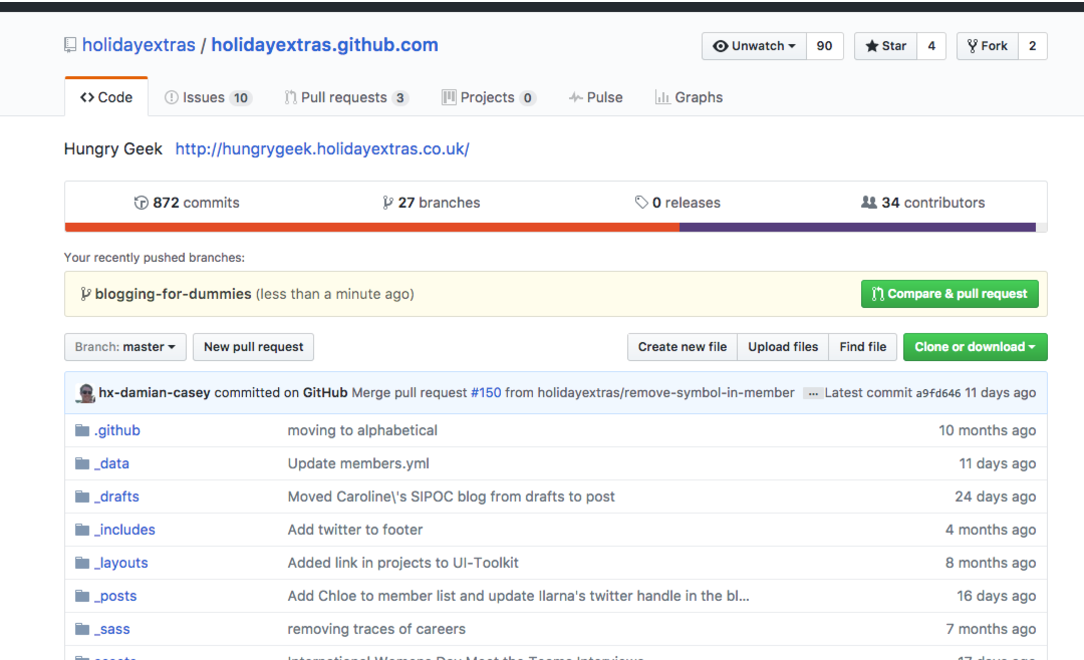 holidayextras / holidayextras.github.com
Unwatch 90 Star 4 Fork 2
Code Issues 10 Pull requests 3 Projects 0 Pulse Graphs
Hungry Geek http://hungrygeek.holidayextras.co.uk/
872 commits 27 branches 0 releases 34 contributors
Your recently pushed branches:
blogging-for-dummies (less than a minute ago) Compare & pull request
Branch: master New pull request Create new file Upload files Find file Clone or download
hx-damian-casey committed on GitHub Merge pull request #150 from holidayextras/remove-symbol-in-member ... Latest commit a9fd646 11 days ago
.github moving to alphabetical 10 months ago
_data Update members.yml 11 days ago
_drafts Moved Caroline\'s SIPOC blog from drafts to post 24 days ago
_includes Add twitter to footer 4 months ago
_layouts Added link in projects to UI-Toolkit 8 months ago
_posts Add Chloe to member list and update Ilarna's twitter handle in the bl... 16 days ago
_sass removing traces of careers 7 months ago